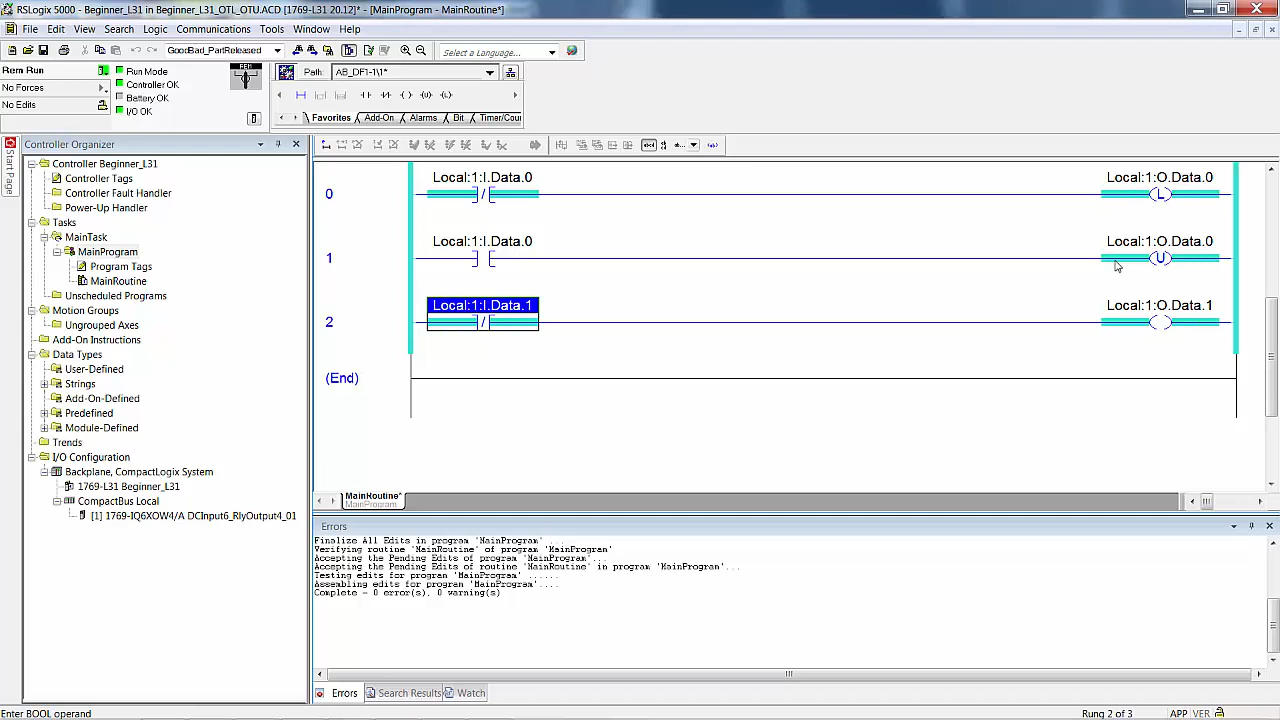 RSLogix 5000 - Beginner_L31 in Beginner_L31_OTL_OTU.ACD [1769-L31 20.12]* - [MainProgram - MainRoutine*]
File Edit View Search Logic Communications Tools Window Help
GoodBad_PartReleased
Select a Language...
Rem Run
No Forces
No Edits
Run Mode
Controller OK
Battery OK
I/O OK
REM
Path: AB_DF1-1\1*
Favorites Add-On Alarms Bit Timer/Cou
Start Page
Controller Organizer
Controller Beginner_L31
Controller Tags
Controller Fault Handler
Power-Up Handler
Tasks
MainTask
MainProgram
Program Tags
MainRoutine
Unscheduled Programs
Motion Groups
Ungrouped Axes
Add-On Instructions
Data Types
User-Defined
Strings
Add-On-Defined
Predefined
Module-Defined
Trends
I/O Configuration
Backplane, CompactLogix System
1769-L31 Beginner_L31
CompactBus Local
[1] 1769-IQ6XOW4/A DCInput6_RlyOutput4_01
Local:1:I.Data.0 Local:1:O.Data.0
0 / L
Local:1:I.Data.0 Local:1:O.Data.0
1 U
Local:1:I.Data.1 Local:1:O.Data.1
2 /
(End)
MainRoutine*
MainProgram
Errors
Finalize All Edits in program 'MainProgram' ...
Verifying routine 'MainRoutine' of program 'MainProgram'
Accepting the Pending Edits of program 'MainProgram'...
Accepting the Pending Edits of routine 'MainRoutine' in program 'MainProgram'...
Testing edits for program 'MainProgram' ......
Assembling edits for program 'MainProgram'....
Complete - 0 error(s), 0 warning(s)
Errors Search Results Watch
Enter BOOL operand
Rung 2 of 3 APP VER